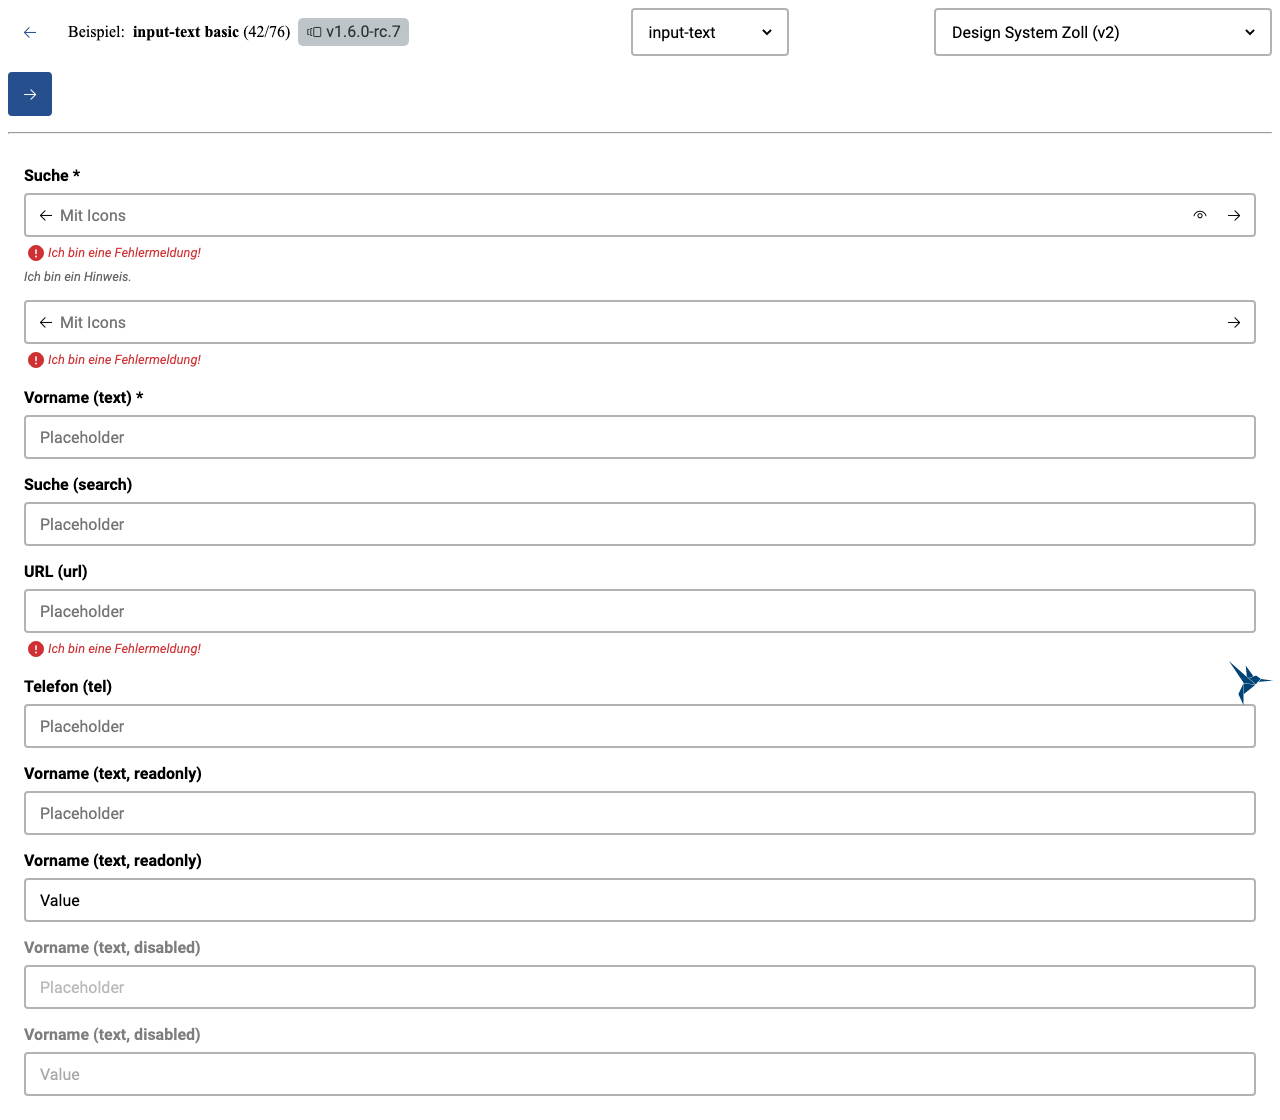 Beispiel: input-text basic (42/76) v1.6.0-rc.7 input-text Design System Zoll (v2)
Suche *
Mit Icons
Ich bin eine Fehlermeldung!
Ich bin ein Hinweis.
Mit Icons
Ich bin eine Fehlermeldung!
Vorname (text) *
Placeholder
Suche (search)
Placeholder
URL (url)
Placeholder
Ich bin eine Fehlermeldung!
Telefon (tel)
Placeholder
Vorname (text, readonly)
Placeholder
Vorname (text, readonly)
Value
Vorname (text, disabled)
Placeholder
Vorname (text, disabled)
Value